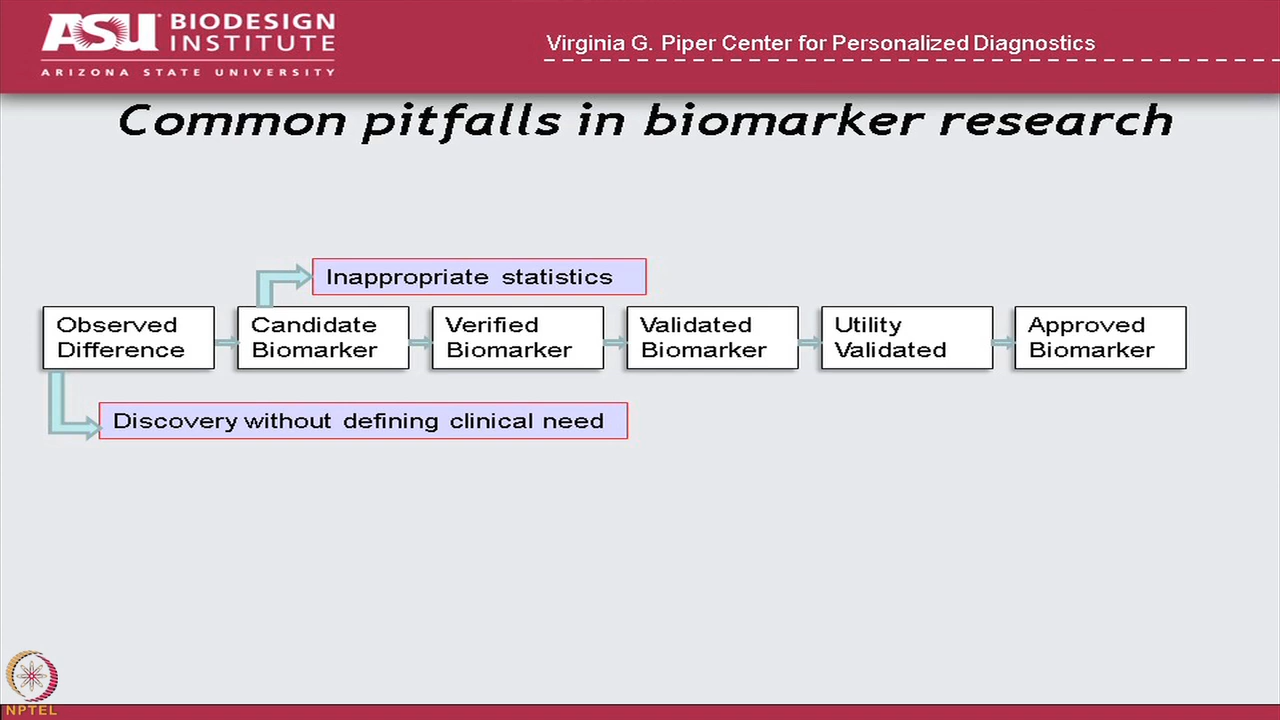 ASU BIODESIGN
INSTITUTE
ARIZONA STATE UNIVERSITY
Virginia G. Piper Center for Personalized Diagnostics
Common pitfalls in biomarker research
Inappropriate statistics
Observed
Difference
Candidate
Biomarker
Verified
Biomarker
Validated
Biomarker
Utility
Validated
Approved
Biomarker
Discovery without defining clinical need
NPTEL